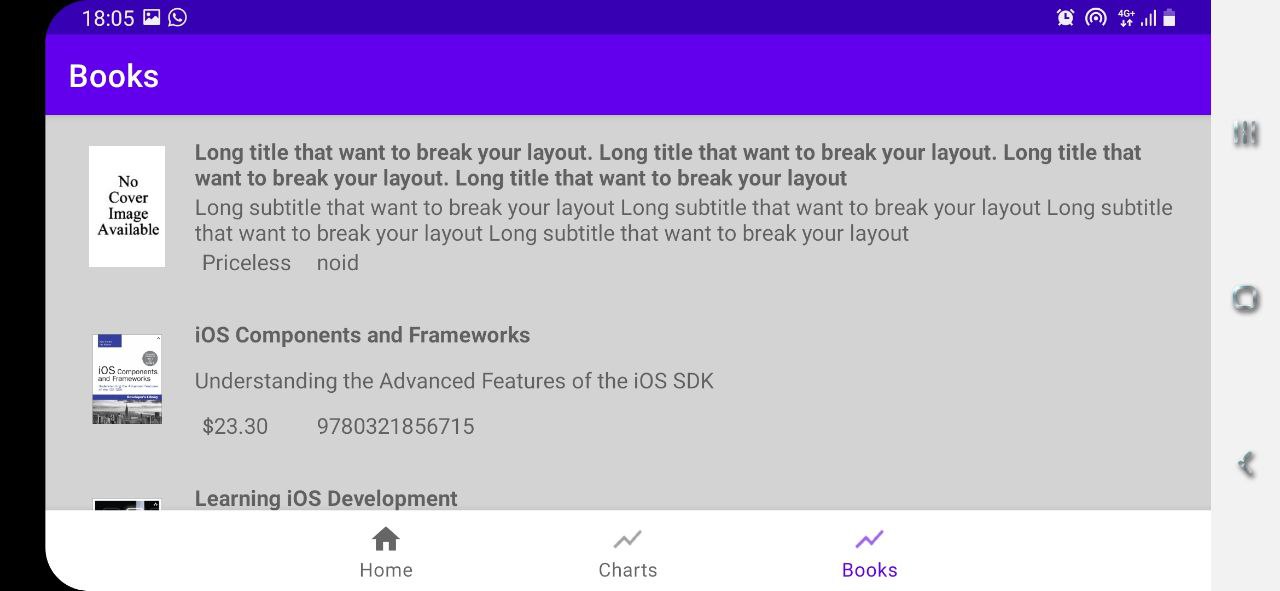 18:05
4G+
Books
No
Cover
Image
Available
Long title that want to break your layout. Long title that want to break your layout. Long title that
want to break your layout. Long title that want to break your layout
Long subtitle that want to break your layout Long subtitle that want to break your layout Long subtitle
that want to break your layout Long subtitle that want to break your layout
Priceless noid
iOS Components
and Frameworks
iOS Components and Frameworks
Understanding the Advanced Features of the iOS SDK
$23.30 9780321856715
Learning iOS Development
Home Charts Books